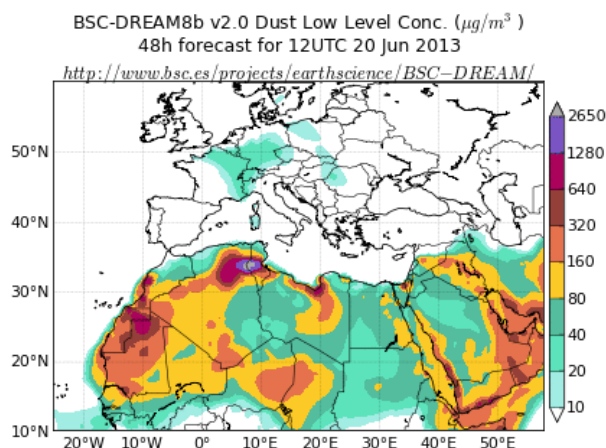 BSC-DREAM8b v2.0 Dust Low Level Conc. (μg/m³ )
48h forecast for 12UTC 20 Jun 2013
http://www.bsc.es/projects/earthscience/BSC−DREAM/
50°N
40°N
30°N
20°N
10°N
20°W 10°W 0° 10°E 20°E 30°E 40°E 50°E
2650
1280
640
320
160
80
40
20
10